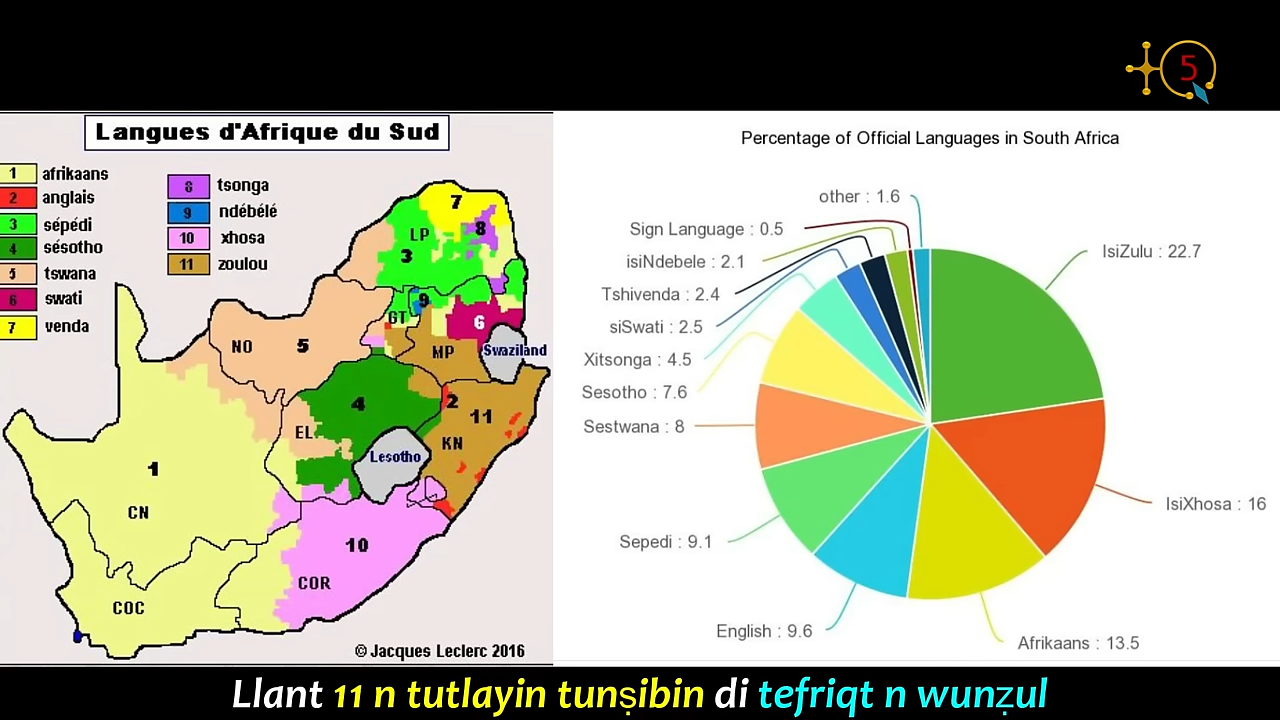 5
Langues d'Afrique du Sud
1 afrikaans
2 anglais
3 sépédi
4 sésotho
5 tswana
6 swati
7 venda
8 tsonga
9 ndébélé
10 xhosa
11 zoulou
7
LP
8
3
9
GT
6
NO
5
MP
Swaziland
4
2
11
EL
KN
Lesotho
1
CN
10
COR
COC
© Jacques Leclerc 2016
Percentage of Official Languages in South Africa
other : 1.6
Sign Language : 0.5
isiNdebele : 2.1
Tshivenda : 2.4
siSwati : 2.5
Xitsonga : 4.5
Sesotho : 7.6
Sestwana : 8
Sepedi : 9.1
English : 9.6
Afrikaans : 13.5
IsiXhosa : 16
IsiZulu : 22.7
Llant 11 n tutlayin tunṣibin di tefriqt n wunẓul